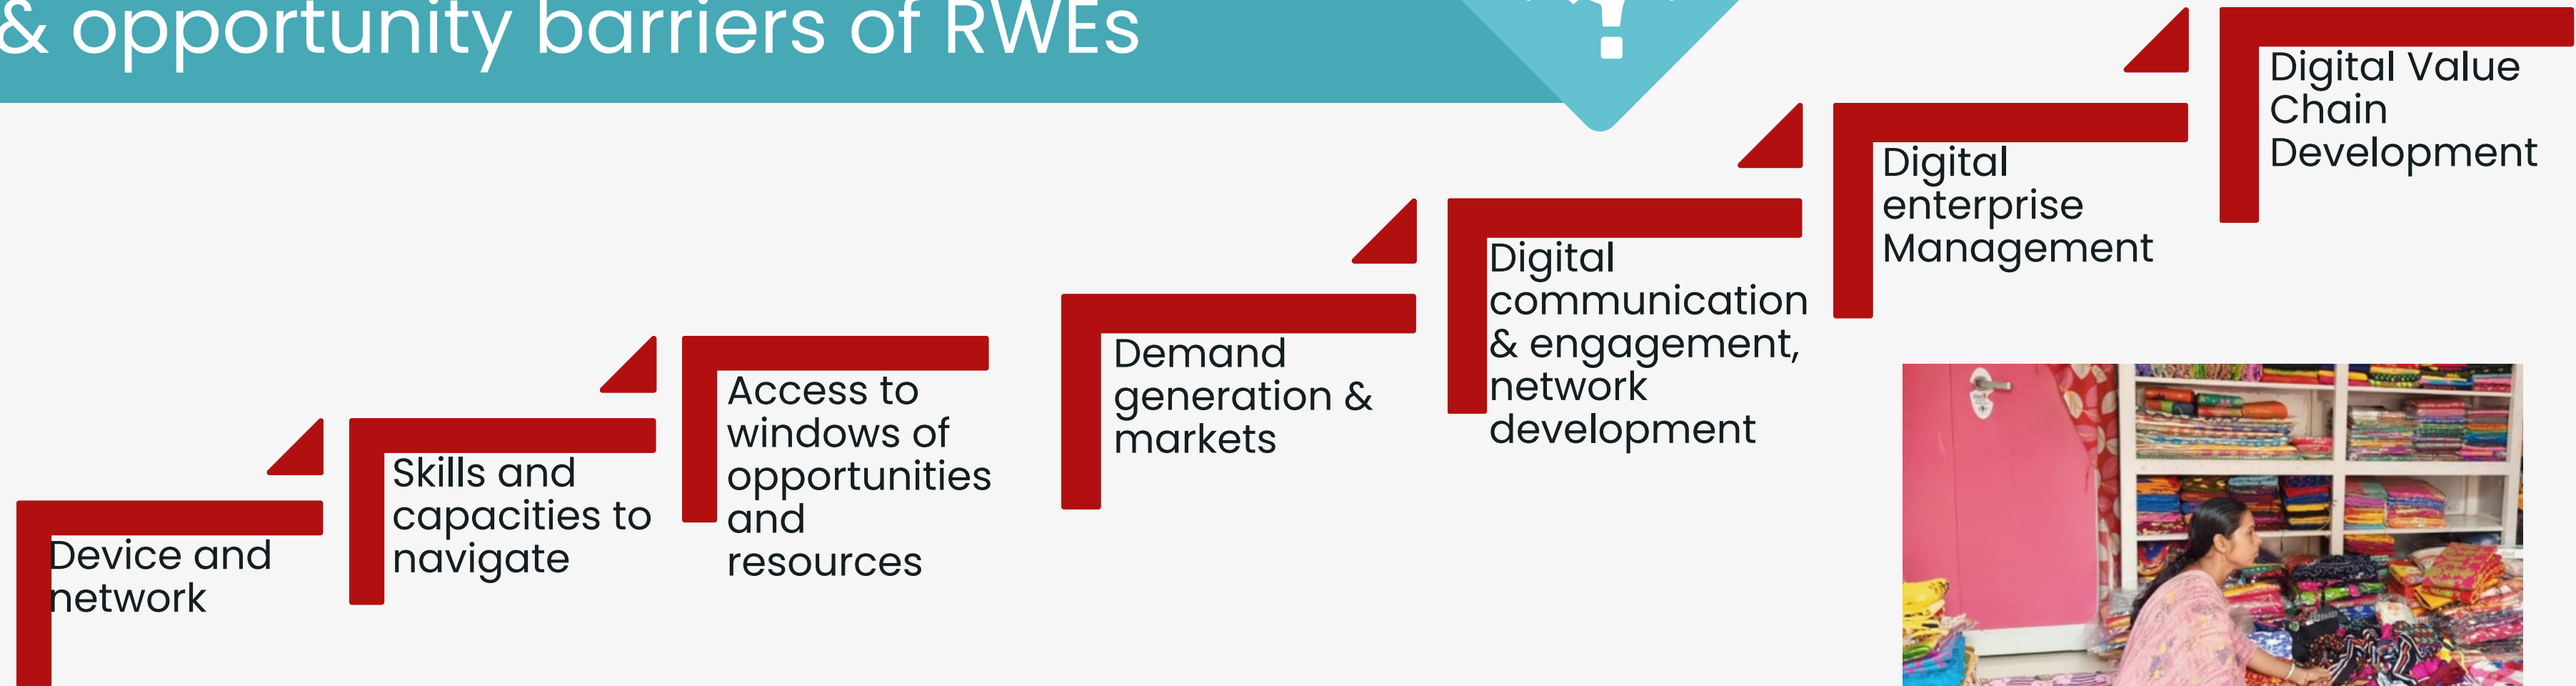 & opportunity barriers of RWEs
Device and
network
Skills and
capacities to
navigate
Access to
windows of
opportunities
and
resources
Demand
generation &
markets
Digital
communication
& engagement,
network
development
Digital
enterprise
Management
Digital Value
Chain
Development